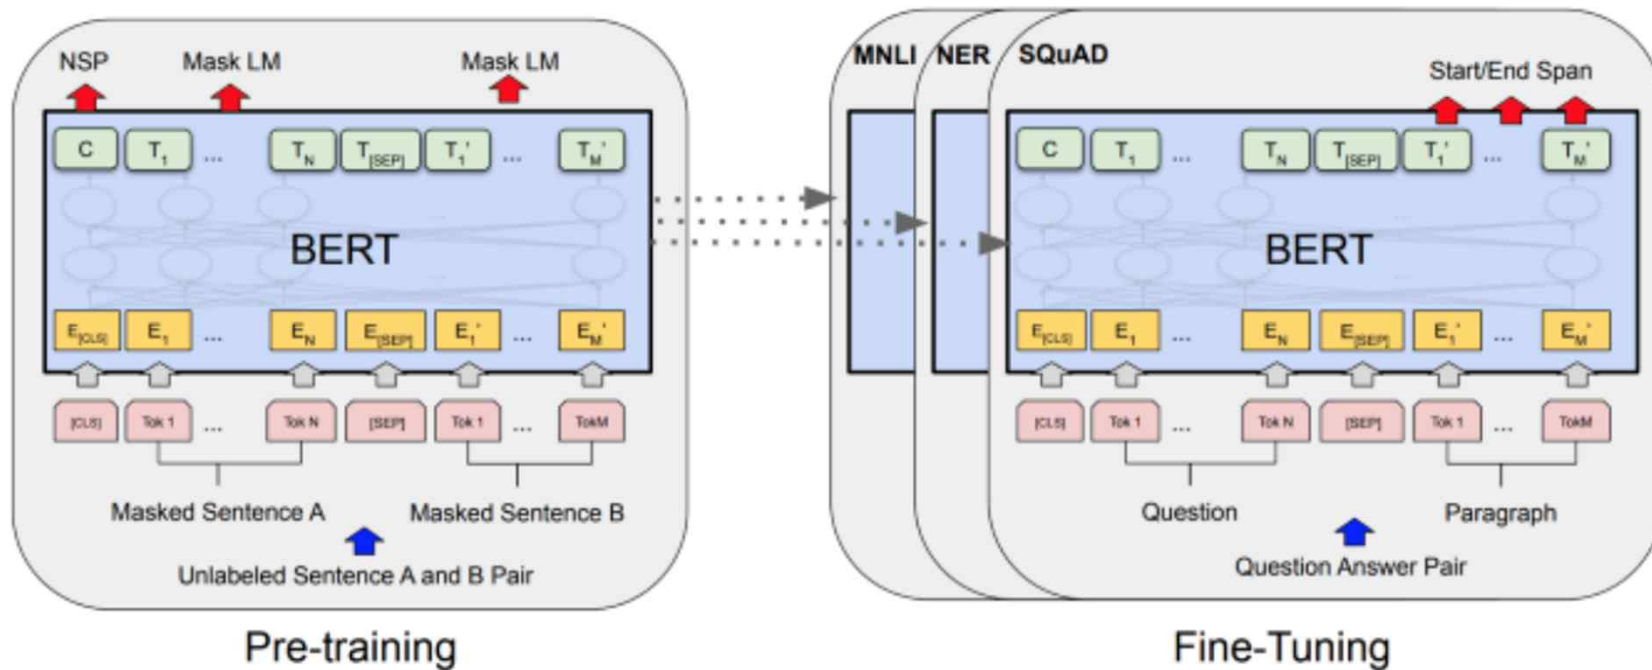 NSP Mask LM Mask LM
C T1 ... TN T[SEP] T1' ... TM'
BERT
E[CLS] E1 ... EN E[SEP] E1' ... EM'
[CLS] Tok 1 ... Tok N [SEP] Tok 1 ... TokM
Masked Sentence A Masked Sentence B
Unlabeled Sentence A and B Pair
Pre-training
MNLI NER SQuAD
Start/End Span
C T1 ... TN T[SEP] T1' ... TM'
BERT
E[CLS] E1 ... EN E[SEP] E1' ... EM'
[CLS] Tok 1 ... Tok N [SEP] Tok 1 ... TokM
Question Paragraph
Question Answer Pair
Fine-Tuning